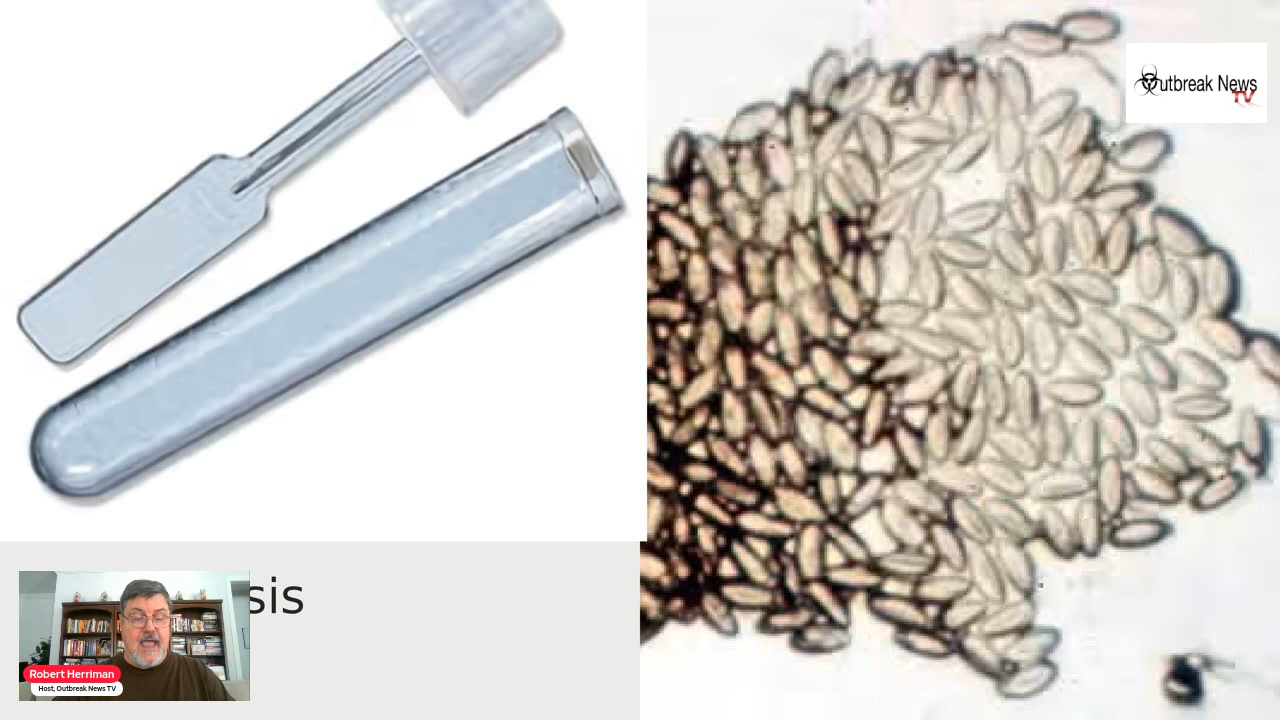 Outbreak News
TV
sis
Robert Herriman
Host, Outbreak News TV